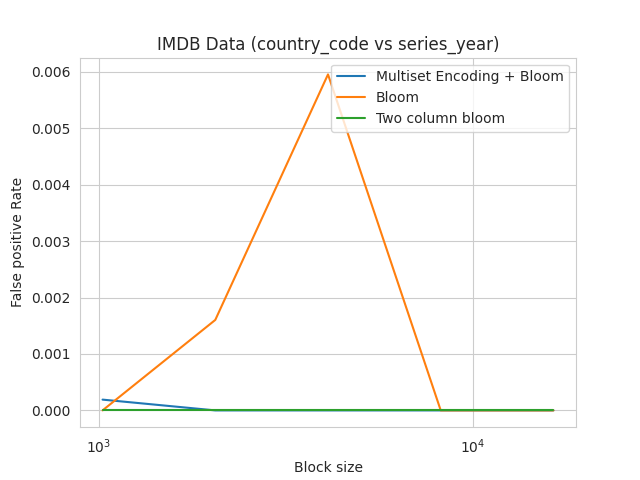 IMDB Data (country_code vs series_year)
Multiset Encoding + Bloom
Bloom
Two column bloom
False positive Rate
0.006
0.005
0.004
0.003
0.002
0.001
0.000
10³
10⁴
Block size